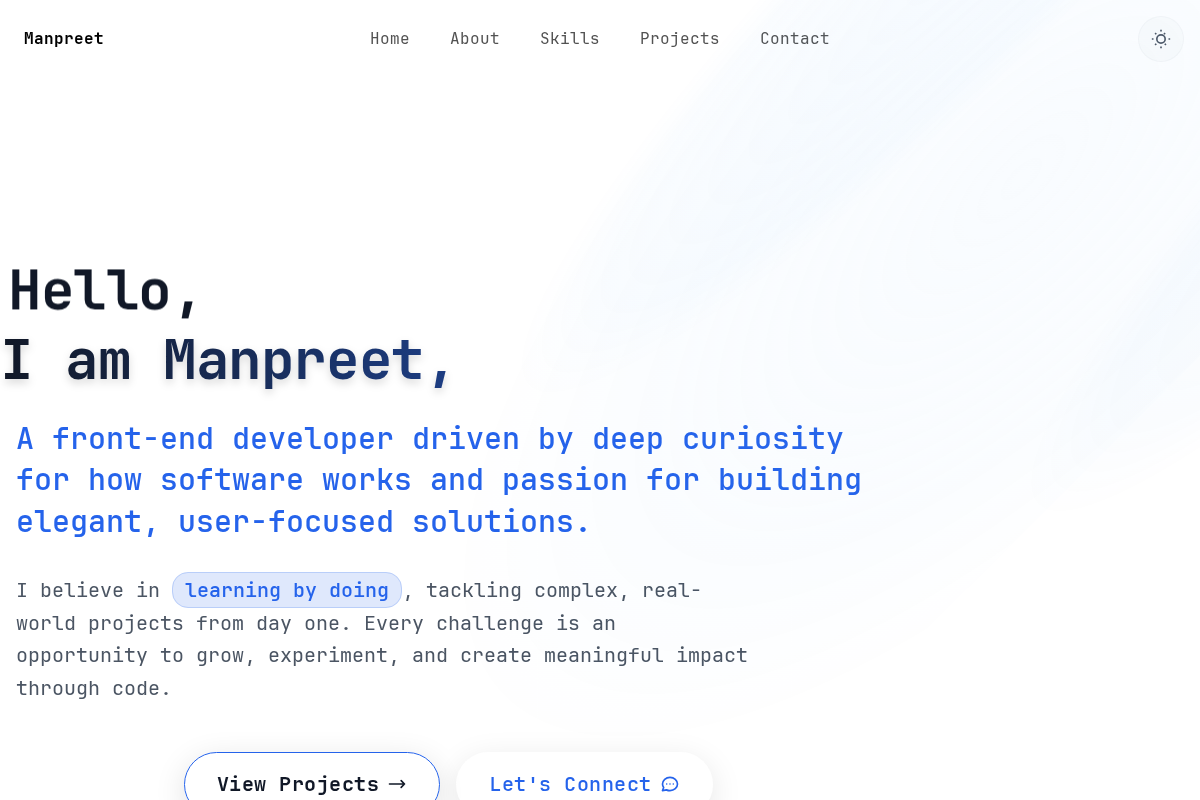 Manpreet
Home About Skills Projects Contact
Hello,
I am Manpreet,
A front-end developer driven by deep curiosity
for how software works and passion for building
elegant, user-focused solutions.
I believe in learning by doing, tackling complex, real-
world projects from day one. Every challenge is an
opportunity to grow, experiment, and create meaningful impact
through code.
View Projects →
Let's Connect